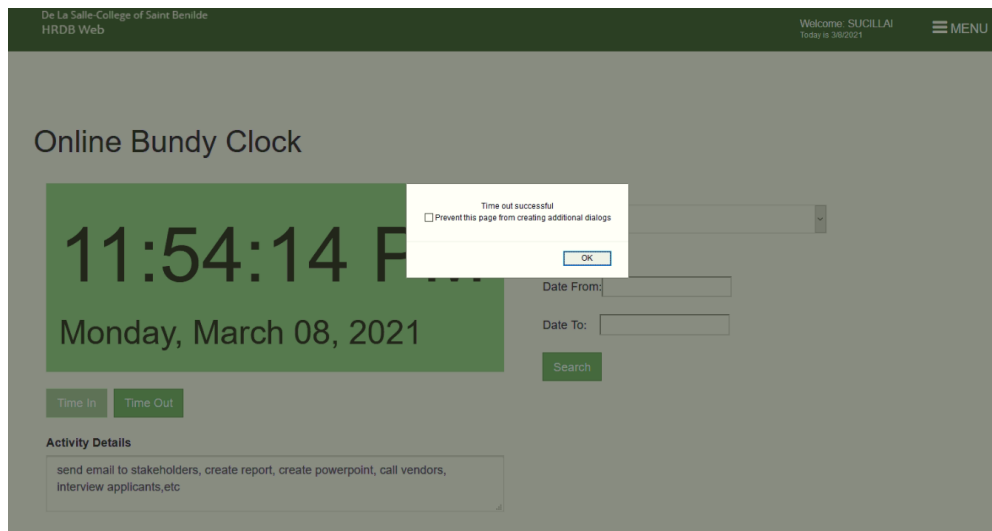 De La Salle-College of Saint Benilde
HRDB Web
Welcome: SUCILLAI
Today is 3/8/2021
MENU
Online Bundy Clock
11:54:14 PM
Monday, March 08, 2021
Time out successful
Prevent this page from creating additional dialogs
OK
Date From:
Date To:
Search
Time In
Time Out
Activity Details
send email to stakeholders, create report, create powerpoint, call vendors,
interview applicants,etc